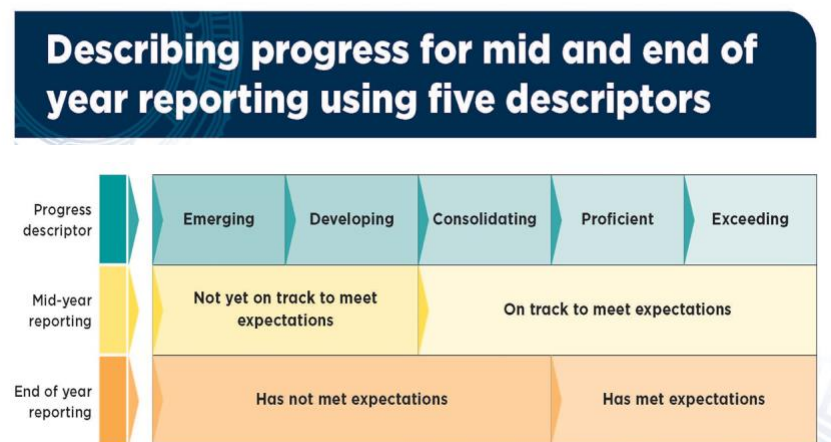 Describing progress for mid and end of
year reporting using five descriptors
Progress
descriptor
Emerging
Developing
Consolidating
Proficient
Exceeding
Mid-year
reporting
Not yet on track to meet
expectations
On track to meet expectations
End of year
reporting
Has not met expectations
Has met expectations